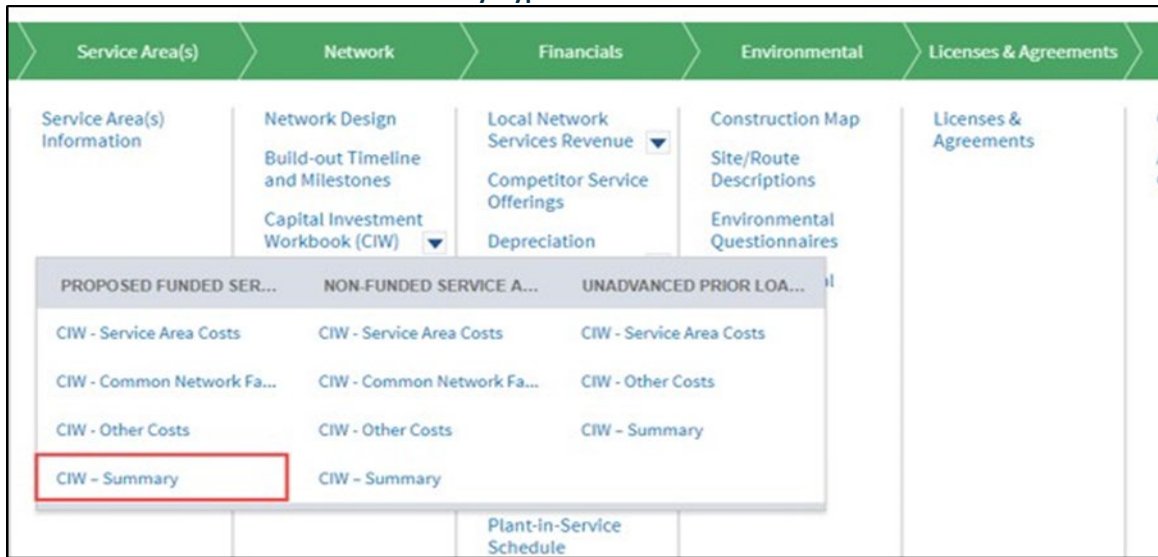 Service Area(s)
Network
Financials
Environmental
Licenses & Agreements
Service Area(s)
Information
Network Design
Build-out Timeline
and Milestones
Capital Investment
Workbook (CIW)
Local Network
Services Revenue
Competitor Service
Offerings
Depreciation
Construction Map
Site/Route
Descriptions
Environmental
Questionnaires
Licenses &
Agreements
PROPOSED FUNDED SER...
CIW - Service Area Costs
CIW - Common Network Fa...
CIW - Other Costs
CIW – Summary
NON-FUNDED SERVICE A...
CIW - Service Area Costs
CIW - Common Network Fa...
CIW - Other Costs
CIW – Summary
UNADVANCED PRIOR LOA...
CIW - Service Area Costs
CIW - Other Costs
CIW – Summary
Plant-in-Service
Schedule